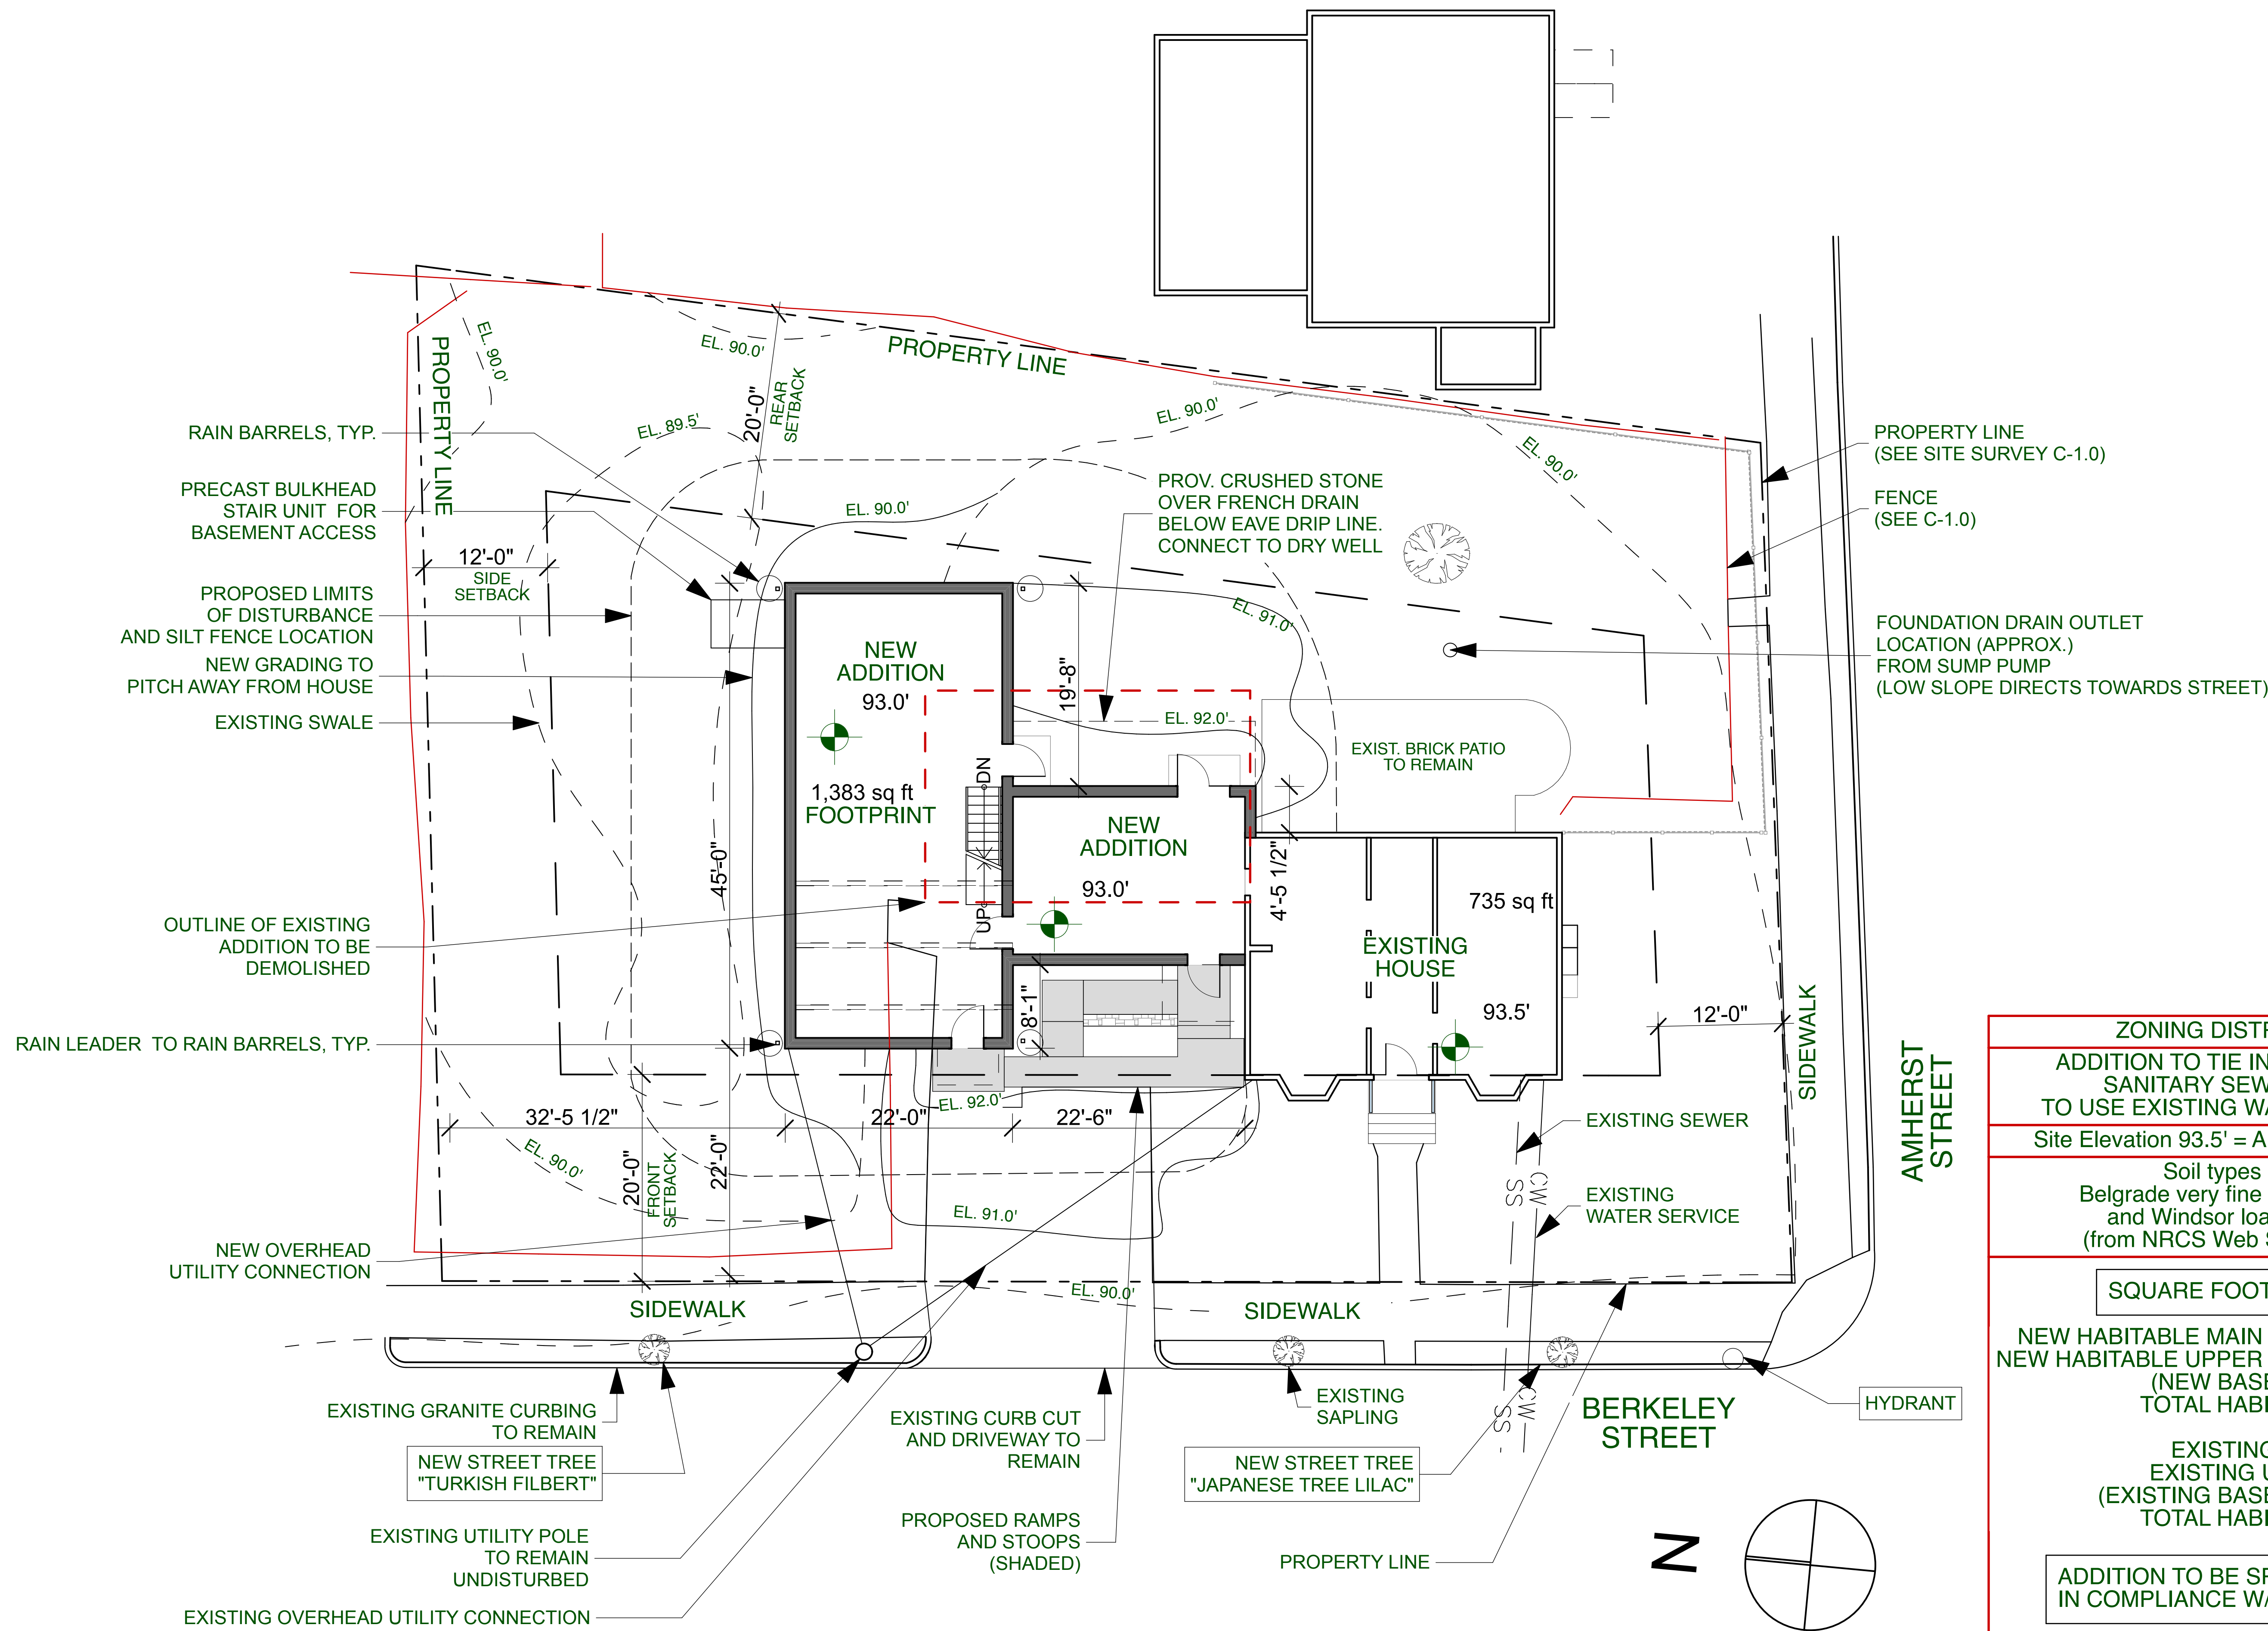 EL. 90.0'
EL. 90.0'
PROPERTY LINE
PROPERTY LINE
20'-0"
REAR
SETBACK
EL. 89.5'
EL. 90.0'
EL. 90.0'
EL. 90.0'
RAIN BARRELS, TYP.
PRECAST BULKHEAD
STAIR UNIT FOR
BASEMENT ACCESS
12'-0"
SIDE
SETBACK
PROPOSED LIMITS
OF DISTURBANCE
AND SILT FENCE LOCATION
NEW GRADING TO
PITCH AWAY FROM HOUSE
EXISTING SWALE
OUTLINE OF EXISTING
ADDITION TO BE
DEMOLISHED
RAIN LEADER TO RAIN BARRELS, TYP.
NEW OVERHEAD
UTILITY CONNECTION
PROV. CRUSHED STONE
OVER FRENCH DRAIN
BELOW EAVE DRIP LINE.
CONNECT TO DRY WELL
PROPERTY LINE
(SEE SITE SURVEY C-1.0)
FENCE
(SEE C-1.0)
FOUNDATION DRAIN OUTLET
LOCATION (APPROX.)
FROM SUMP PUMP
(LOW SLOPE DIRECTS TOWARDS STREET)
NEW
ADDITION
93.0'
1,383 sq ft
FOOTPRINT
DN
UP
45'-0"
19'-8"
EL. 91.0'
EL. 92.0'
EXIST. BRICK PATIO
TO REMAIN
NEW
ADDITION
93.0'
4'-5 1/2"
735 sq ft
EXISTING
HOUSE
93.5'
8'-1"
12'-0"
SIDEWALK
AMHERST
STREET
32'-5 1/2"
22'-0"
22'-6"
EL. 92.0'
EL. 90.0'
20'-0"
FRONT
SETBACK
22'-0"
EL. 91.0'
EL. 90.0'
EXISTING SEWER
EXISTING
WATER SERVICE
SS
CW
SS
CW
SIDEWALK
SIDEWALK
EXISTING GRANITE CURBING
TO REMAIN
NEW STREET TREE
"TURKISH FILBERT"
EXISTING UTILITY POLE
TO REMAIN
UNDISTURBED
EXISTING OVERHEAD UTILITY CONNECTION
EXISTING CURB CUT
AND DRIVEWAY TO
REMAIN
PROPOSED RAMPS
AND STOOPS
(SHADED)
EXISTING
SAPLING
NEW STREET TREE
"JAPANESE TREE LILAC"
PROPERTY LINE
BERKELEY
STREET
HYDRANT
N
ZONING DISTR
ADDITION TO TIE IN
SANITARY SEW
TO USE EXISTING WA
Site Elevation 93.5' = A
Soil types
Belgrade very fine
and Windsor loa
(from NRCS Web S
SQUARE FOOT
NEW HABITABLE MAIN
NEW HABITABLE UPPER
(NEW BASE
TOTAL HABI
EXISTING
EXISTING U
(EXISTING BASE
TOTAL HABI
ADDITION TO BE SP
IN COMPLIANCE WA